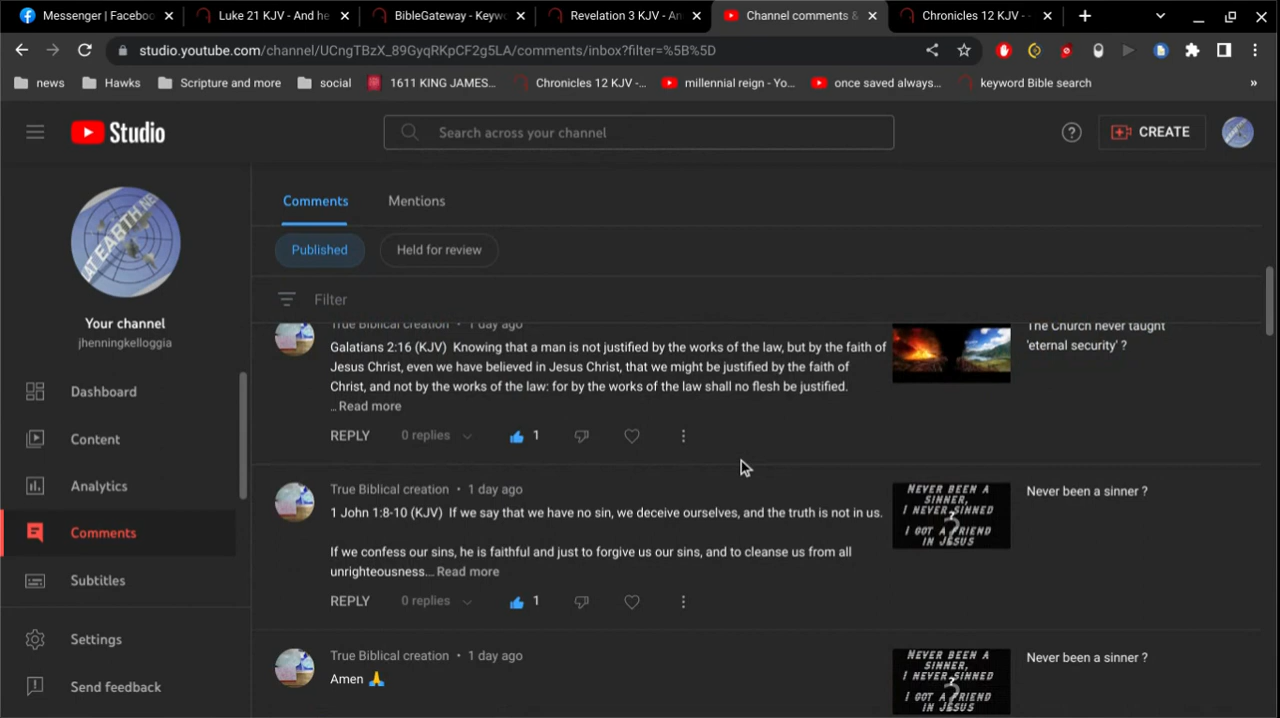 Messenger | Faceboo
Luke 21 KJV - And he
BibleGateway - Keywo
Revelation 3 KJV - An
Channel comments &
Chronicles 12 KJV -
studio.youtube.com/channel/UCngTBzX_89GyqRKpCF2g5LA/comments/inbox?filter=%5B%5D
news
Hawks
Scripture and more
social
1611 KING JAMES...
Chronicles 12 KJV -...
millennial reign - Yo...
once saved always...
keyword Bible search
»
Studio
Search across your channel
CREATE
AT EARTH NE
Your channel
jhenningkelloggia
Dashboard
Content
Analytics
Comments
Subtitles
Settings
Send feedback
Comments
Mentions
Published
Held for review
Filter
True Biblical creation • 1 day ago
Galatians 2:16 (KJV) Knowing that a man is not justified by the works of the law, but by the faith of
Jesus Christ, even we have believed in Jesus Christ, that we might be justified by the faith of
Christ, and not by the works of the law: for by the works of the law shall no flesh be justified.
...Read more
REPLY 0 replies 1
The Church never taught
'eternal security' ?
True Biblical creation • 1 day ago
1 John 1:8-10 (KJV) If we say that we have no sin, we deceive ourselves, and the truth is not in us.
If we confess our sins, he is faithful and just to forgive us our sins, and to cleanse us from all
unrighteousness... Read more
REPLY 0 replies 1
NEVER BEEN A
SINNER,
I NEVER SINNED
?
I GOT A FRIEND
IN JESUS
Never been a sinner ?
True Biblical creation • 1 day ago
Amen 🙏
NEVER BEEN A
SINNER,
I NEVER SINNED
?
I GOT A FRIEND
IN JESUS
Never been a sinner ?